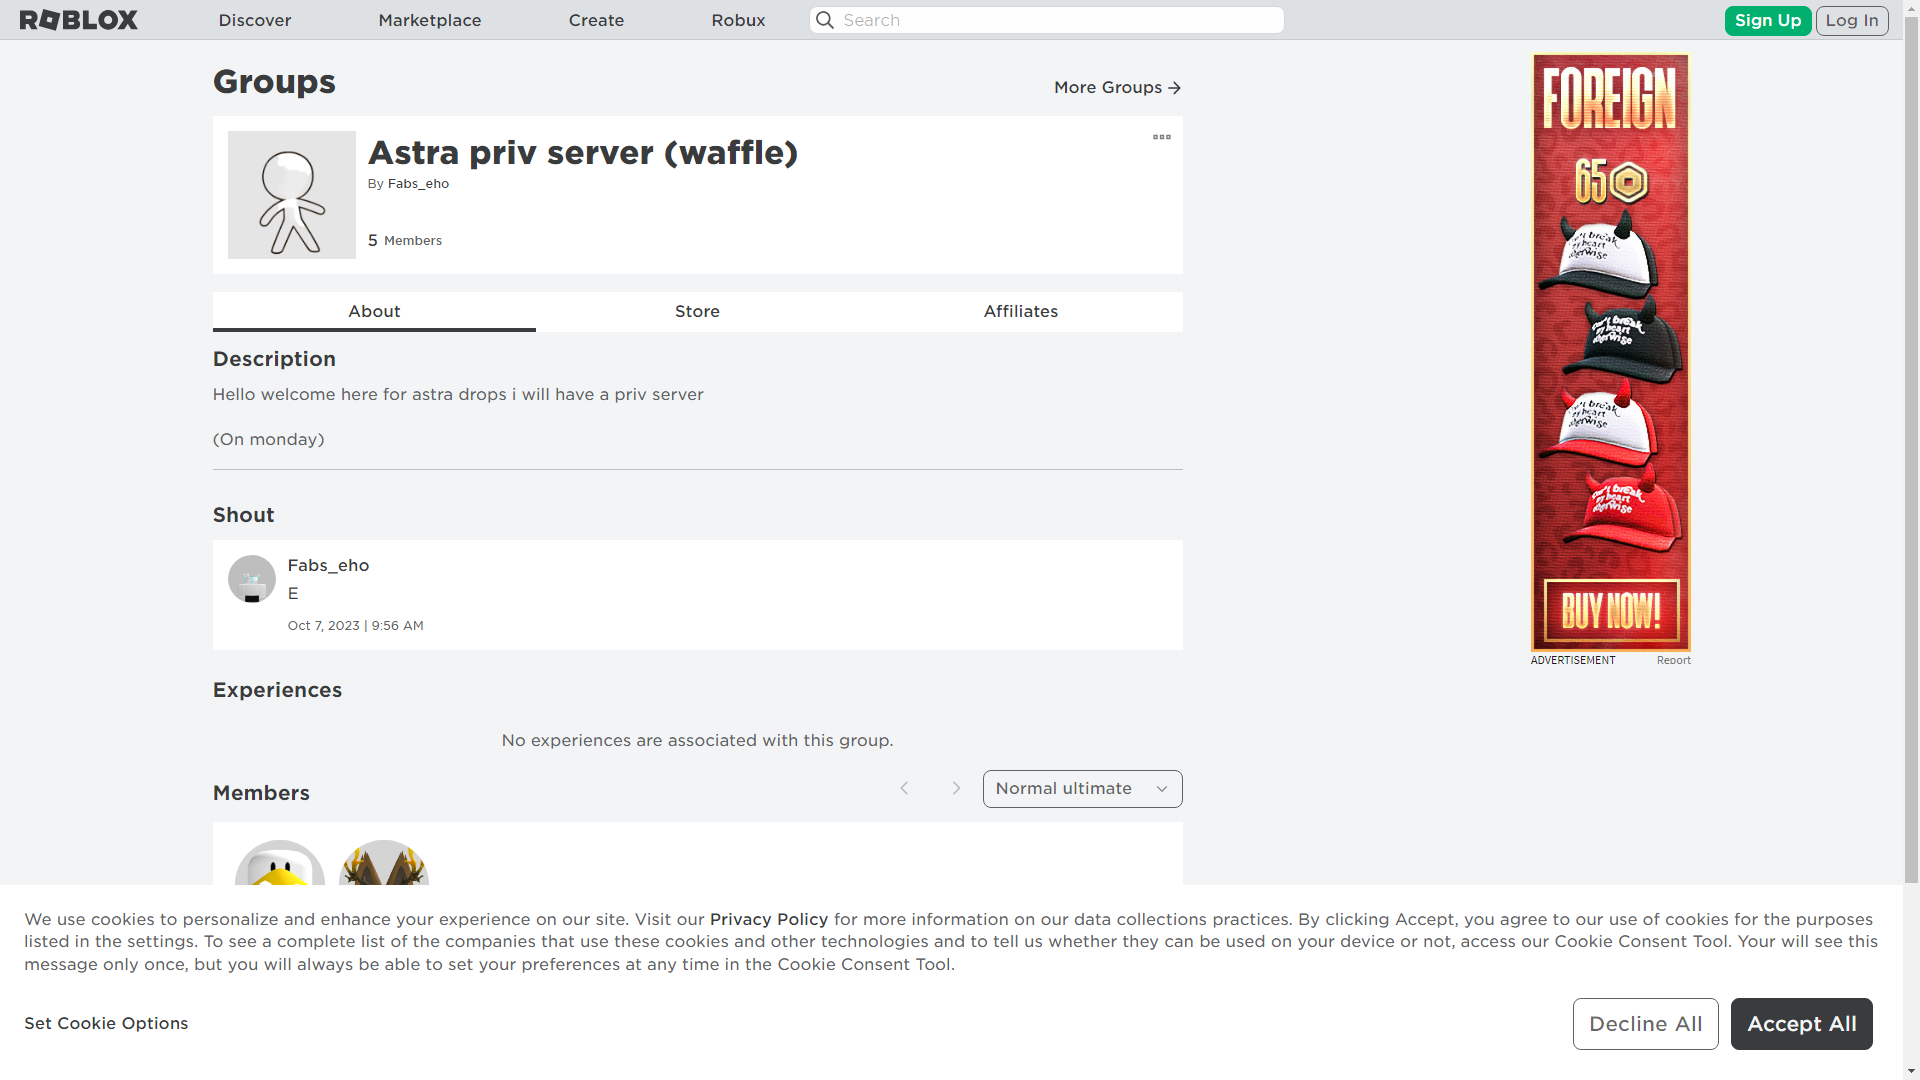 ROBLOX
Discover
Marketplace
Create
Robux
Search
Sign Up
Log In
Groups
More Groups
Astra priv server (waffle)
By Fabs_eho
5 Members
About
Store
Affiliates
Description
Hello welcome here for astra drops i will have a priv server
(On monday)
Shout
Fabs_eho
E
Oct 7, 2023 | 9:56 AM
Experiences
No experiences are associated with this group.
Members
Normal ultimate
FOREIGN
65
BUY NOW!
ADVERTISEMENT
Report
We use cookies to personalize and enhance your experience on our site. Visit our Privacy Policy for more information on our data collections practices. By clicking Accept, you agree to our use of cookies for the purposes
listed in the settings. To see a complete list of the companies that use these cookies and other technologies and to tell us whether they can be used on your device or not, access our Cookie Consent Tool. Your will see this
message only once, but you will always be able to set your preferences at any time in the Cookie Consent Tool.
Set Cookie Options
Decline All
Accept All